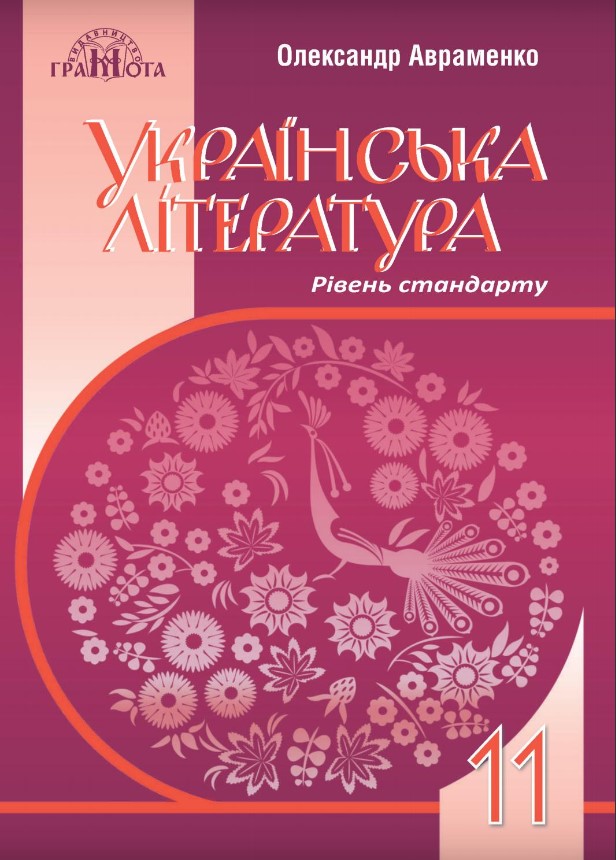 ВИДАВНИЦТВО
ГРАМОТА
Олександр Авраменко
УКРАЇНСЬКА
ЛІТЕРАТУРА
Рівень стандарту
11